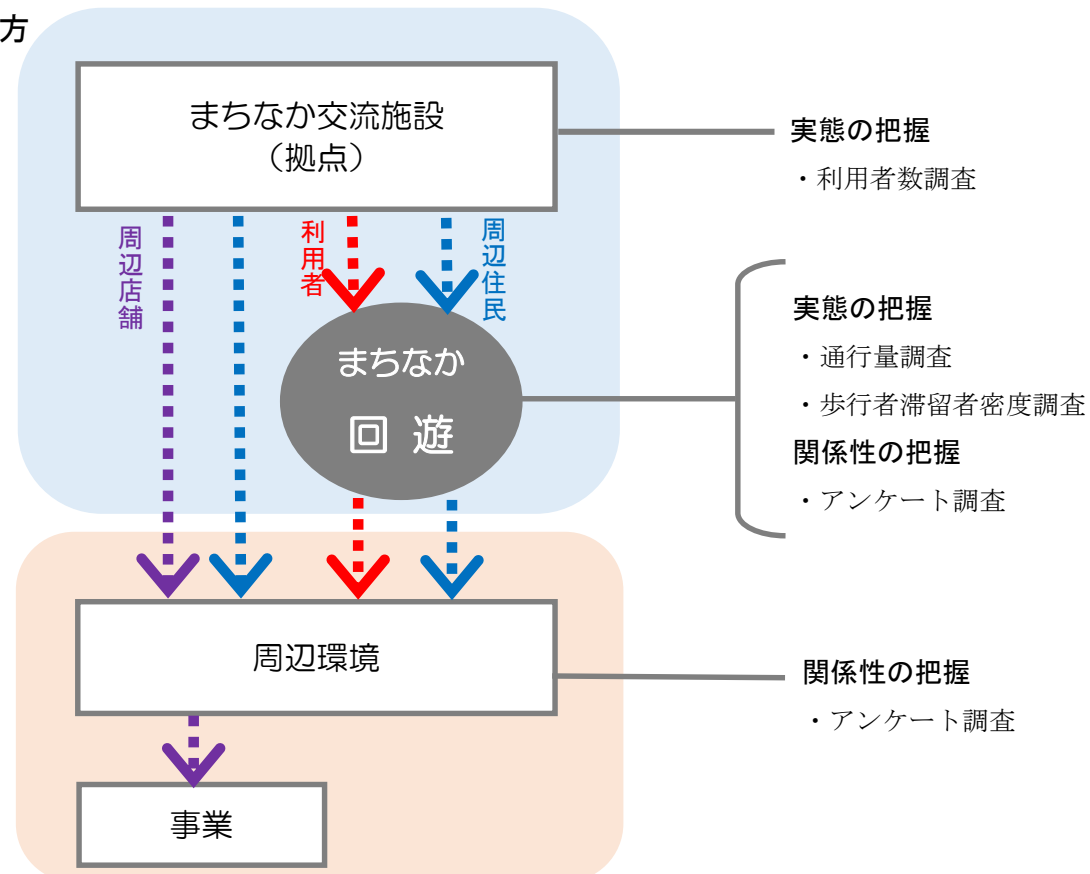 方
まちなか交流施設
（拠点）
実態の把握
・利用者数調査
周辺店舗
利用者
周辺住民
まちなか
回 遊
実態の把握
・通行量調査
・歩行者滞留者密度調査
関係性の把握
・アンケート調査
周辺環境
関係性の把握
・アンケート調査
事業